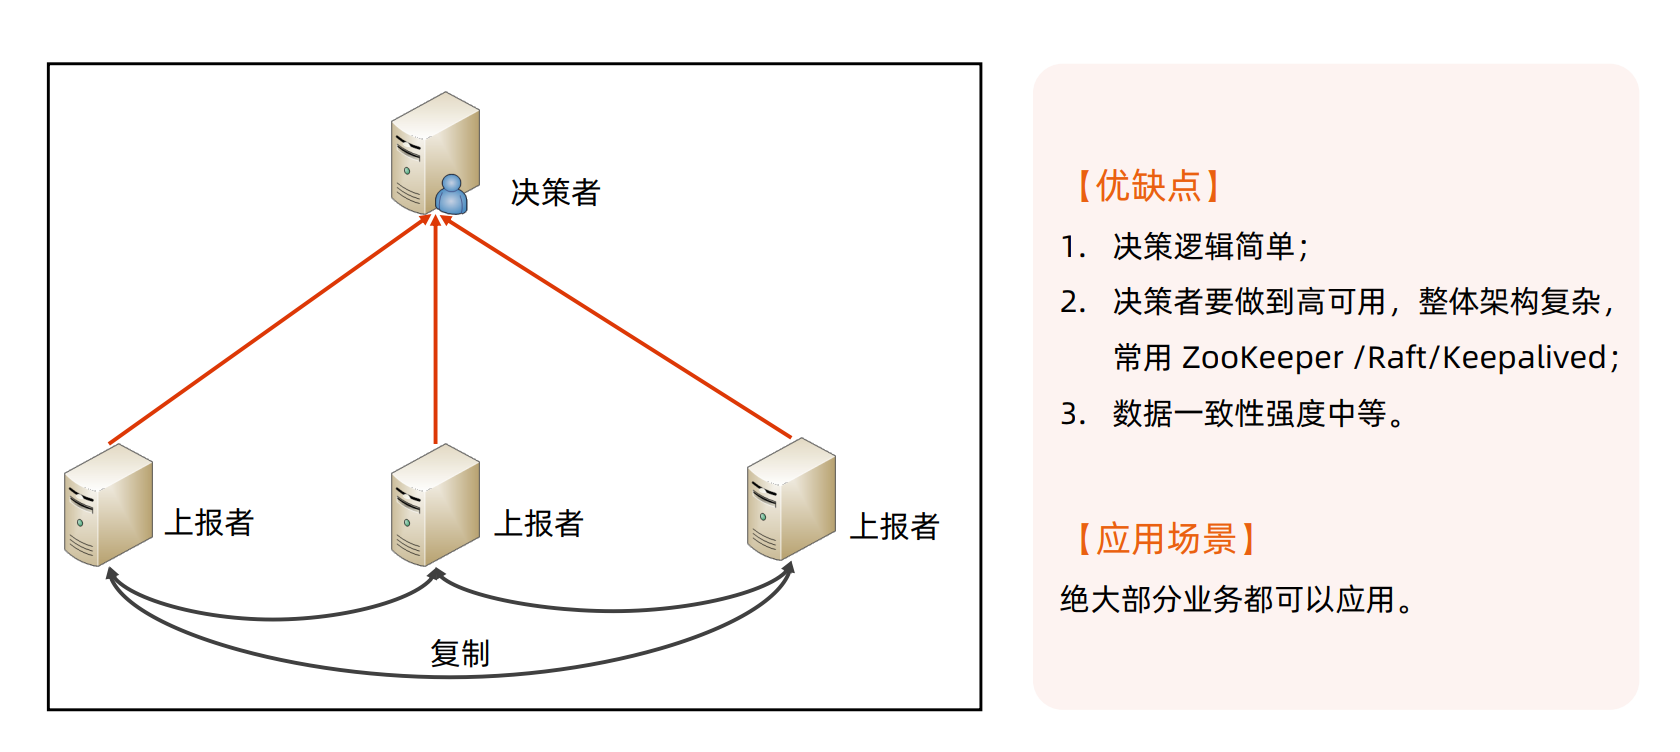 决策者
上报者
上报者
上报者
复制
【优缺点】
1. 决策逻辑简单；
2. 决策者要做到高可用，整体架构复杂，
常用 ZooKeeper /Raft/Keepalived；
3. 数据一致性强度中等。
【应用场景】
绝大部分业务都可以应用。